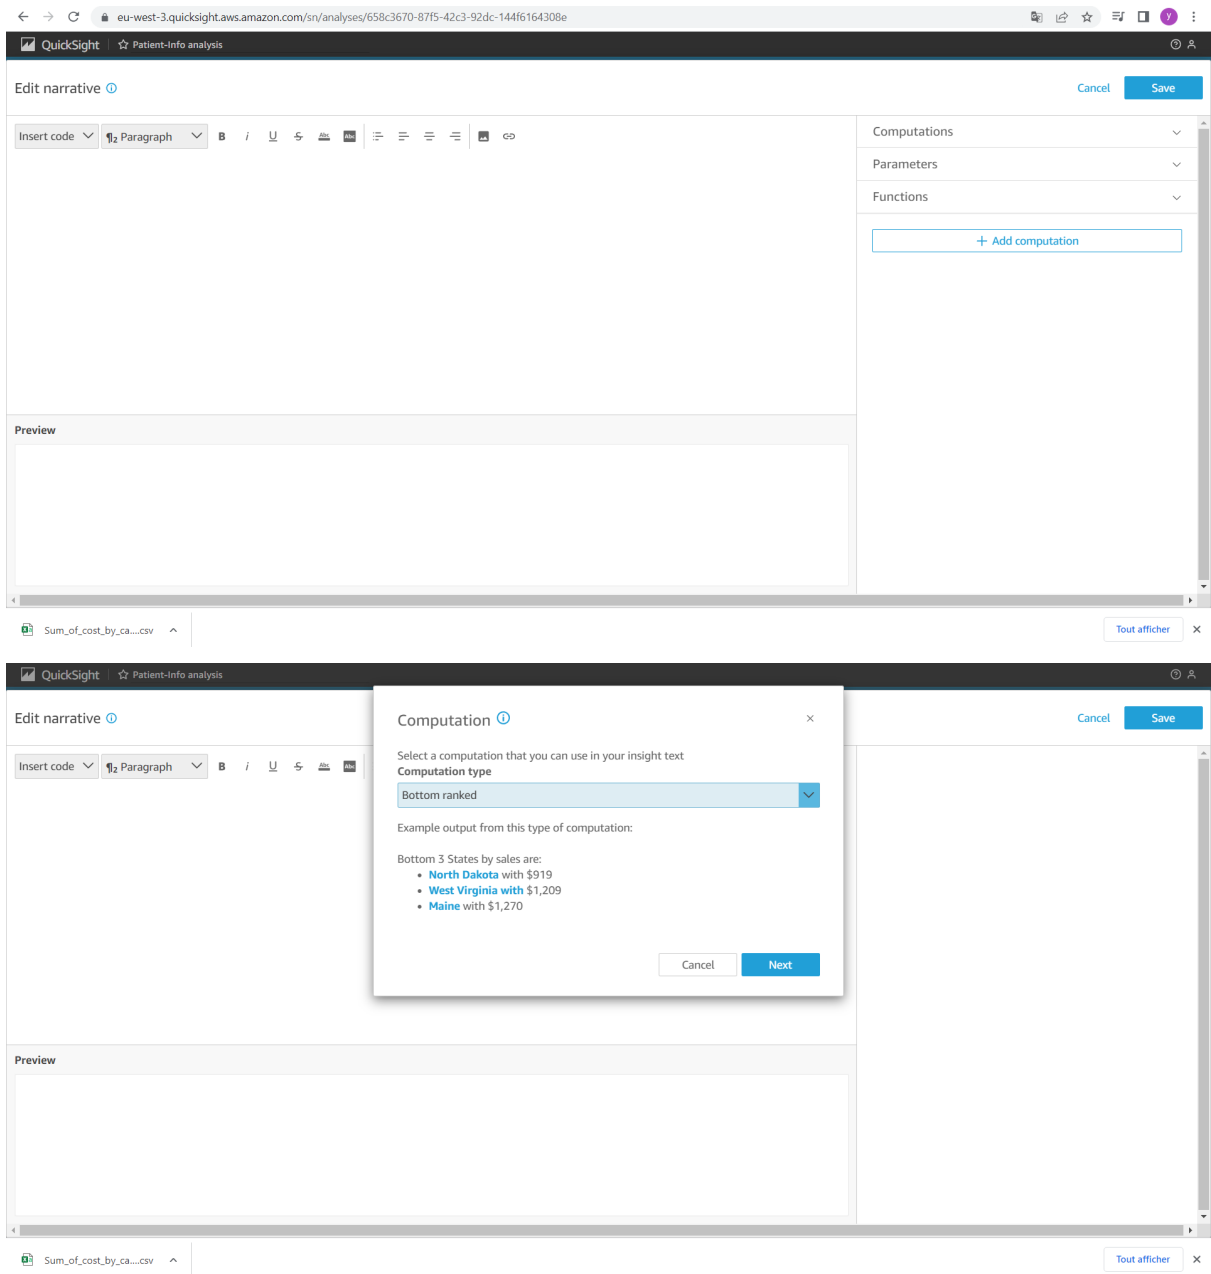 eu-west-3.quicksight.aws.amazon.com/sn/analyses/658c3670-87f5-42c3-92dc-144f6164308e
y
QuickSight Patient-Info analysis
Edit narrative
Cancel Save
Insert code ¶2 Paragraph B i U S Abc Abc
Computations
Parameters
Functions
+ Add computation
Preview
Sum_of_cost_by_ca....csv
Tout afficher
QuickSight Patient-Info analysis
Edit narrative
Cancel Save
Insert code ¶2 Paragraph B i U S Abc Abc
Computation
Select a computation that you can use in your insight text
Computation type
Bottom ranked
Example output from this type of computation:
Bottom 3 States by sales are:
• North Dakota with $919
• West Virginia with $1,209
• Maine with $1,270
Cancel Next
Preview
Sum_of_cost_by_ca....csv
Tout afficher